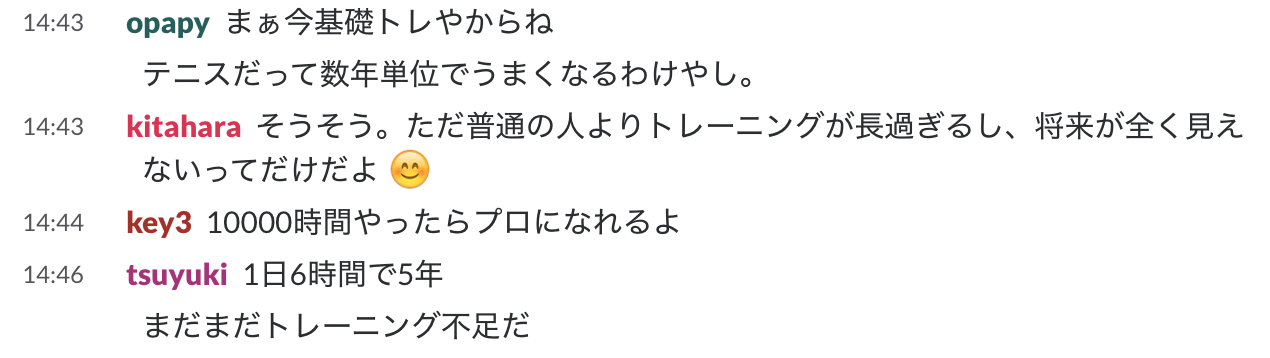 14:43 opapy まぁ今基礎トレやからね
テニスだって数年単位でうまくなるわけやし。
14:43 kitahara そうそう。ただ普通の人よりトレーニングが長過ぎるし、将来が全く見え
ないってだけだよ 😊
14:44 key3 10000時間やったらプロになれるよ
14:46 tsuyuki 1日6時間で5年
まだまだトレーニング不足だ